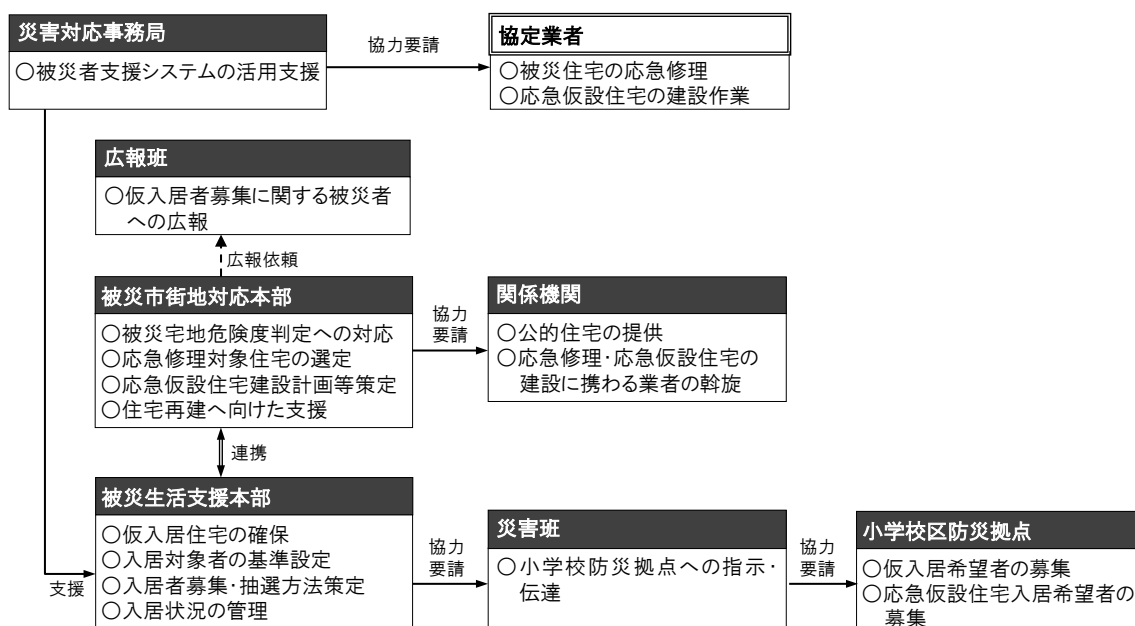 災害対応事務局
○被災者支援システムの活用支援
協力要請
協定業者
○被災住宅の応急修理
○応急仮設住宅の建設作業
広報班
○仮入居者募集に関する被災者
への広報
広報依頼
被災市街地対応本部
○被災宅地危険度判定への対応
○応急修理対象住宅の選定
○応急仮設住宅建設計画等策定
○住宅再建へ向けた支援
協力
要請
関係機関
○公的住宅の提供
○応急修理・応急仮設住宅の
建設に携わる業者の斡旋
連携
被災生活支援本部
○仮入居住宅の確保
○入居対象者の基準設定
○入居者募集・抽選方法策定
○入居状況の管理
支援
協力
要請
災害班
○小学校防災拠点への指示・
伝達
協力
要請
小学校区防災拠点
○仮入居希望者の募集
○応急仮設住宅入居希望者の
募集